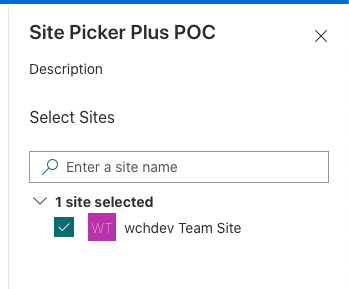 Site Picker Plus POC
Description
Select Sites
Enter a site name
1 site selected
WT wchdev Team Site